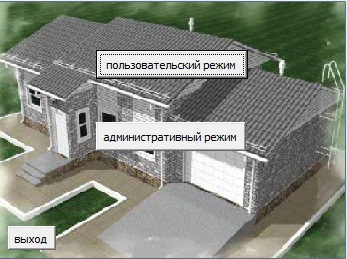 пользовательский режим
административный режим
выход